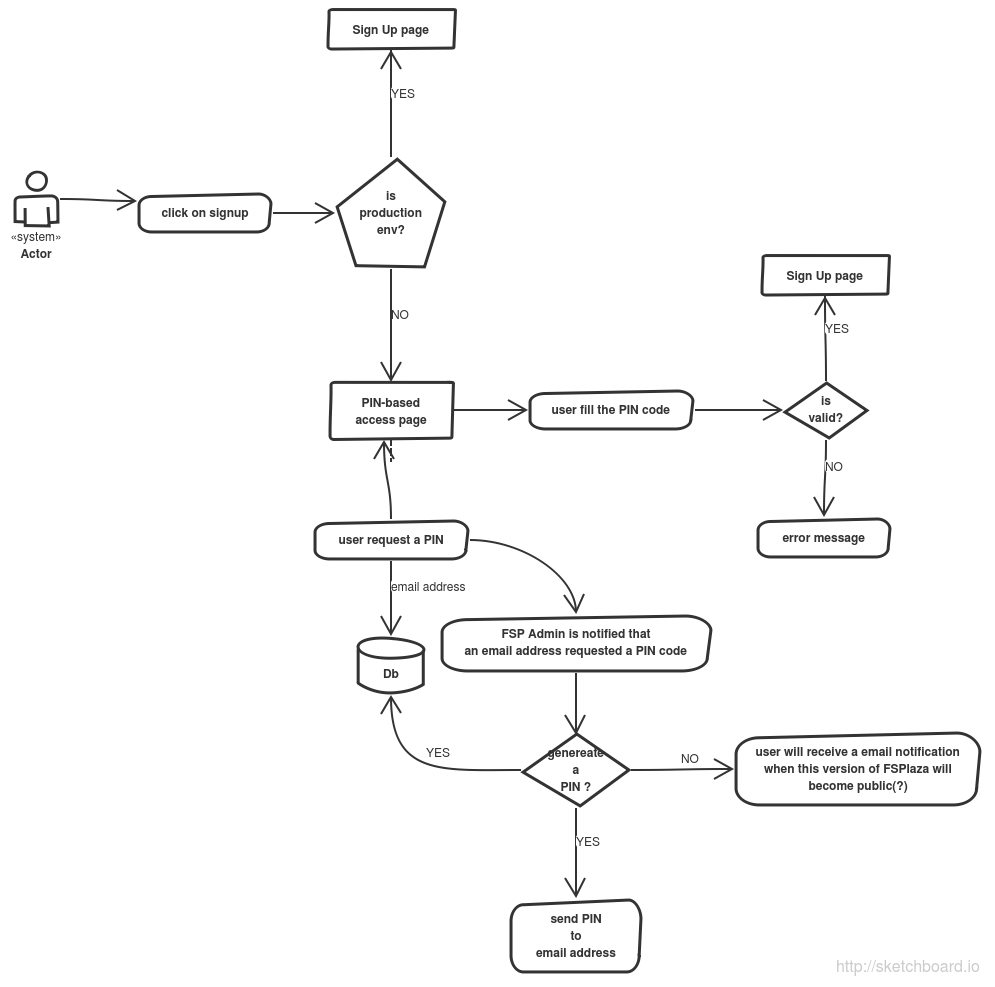 Sign Up page
YES
is
production
env?
click on signup
«system»
Actor
NO
Sign Up page
YES
PIN-based
access page
user fill the PIN code
is
valid?
NO
error message
user request a PIN
email address
FSP Admin is notified that
an email address requested a PIN code
Db
YES
genereate
a
PIN ?
NO
user will receive a email notification
when this version of FSPlaza will
become public(?)
YES
send PIN
to
email address
http://sketchboard.io